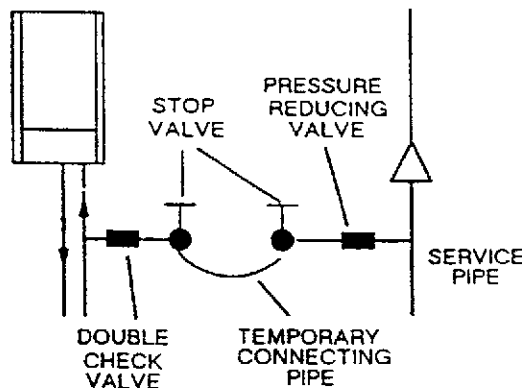 STOP
VALVE
PRESSURE
REDUCING
VALVE
SERVICE
PIPE
DOUBLE
CHECK
VALVE
TEMPORARY
CONNECTING
PIPE